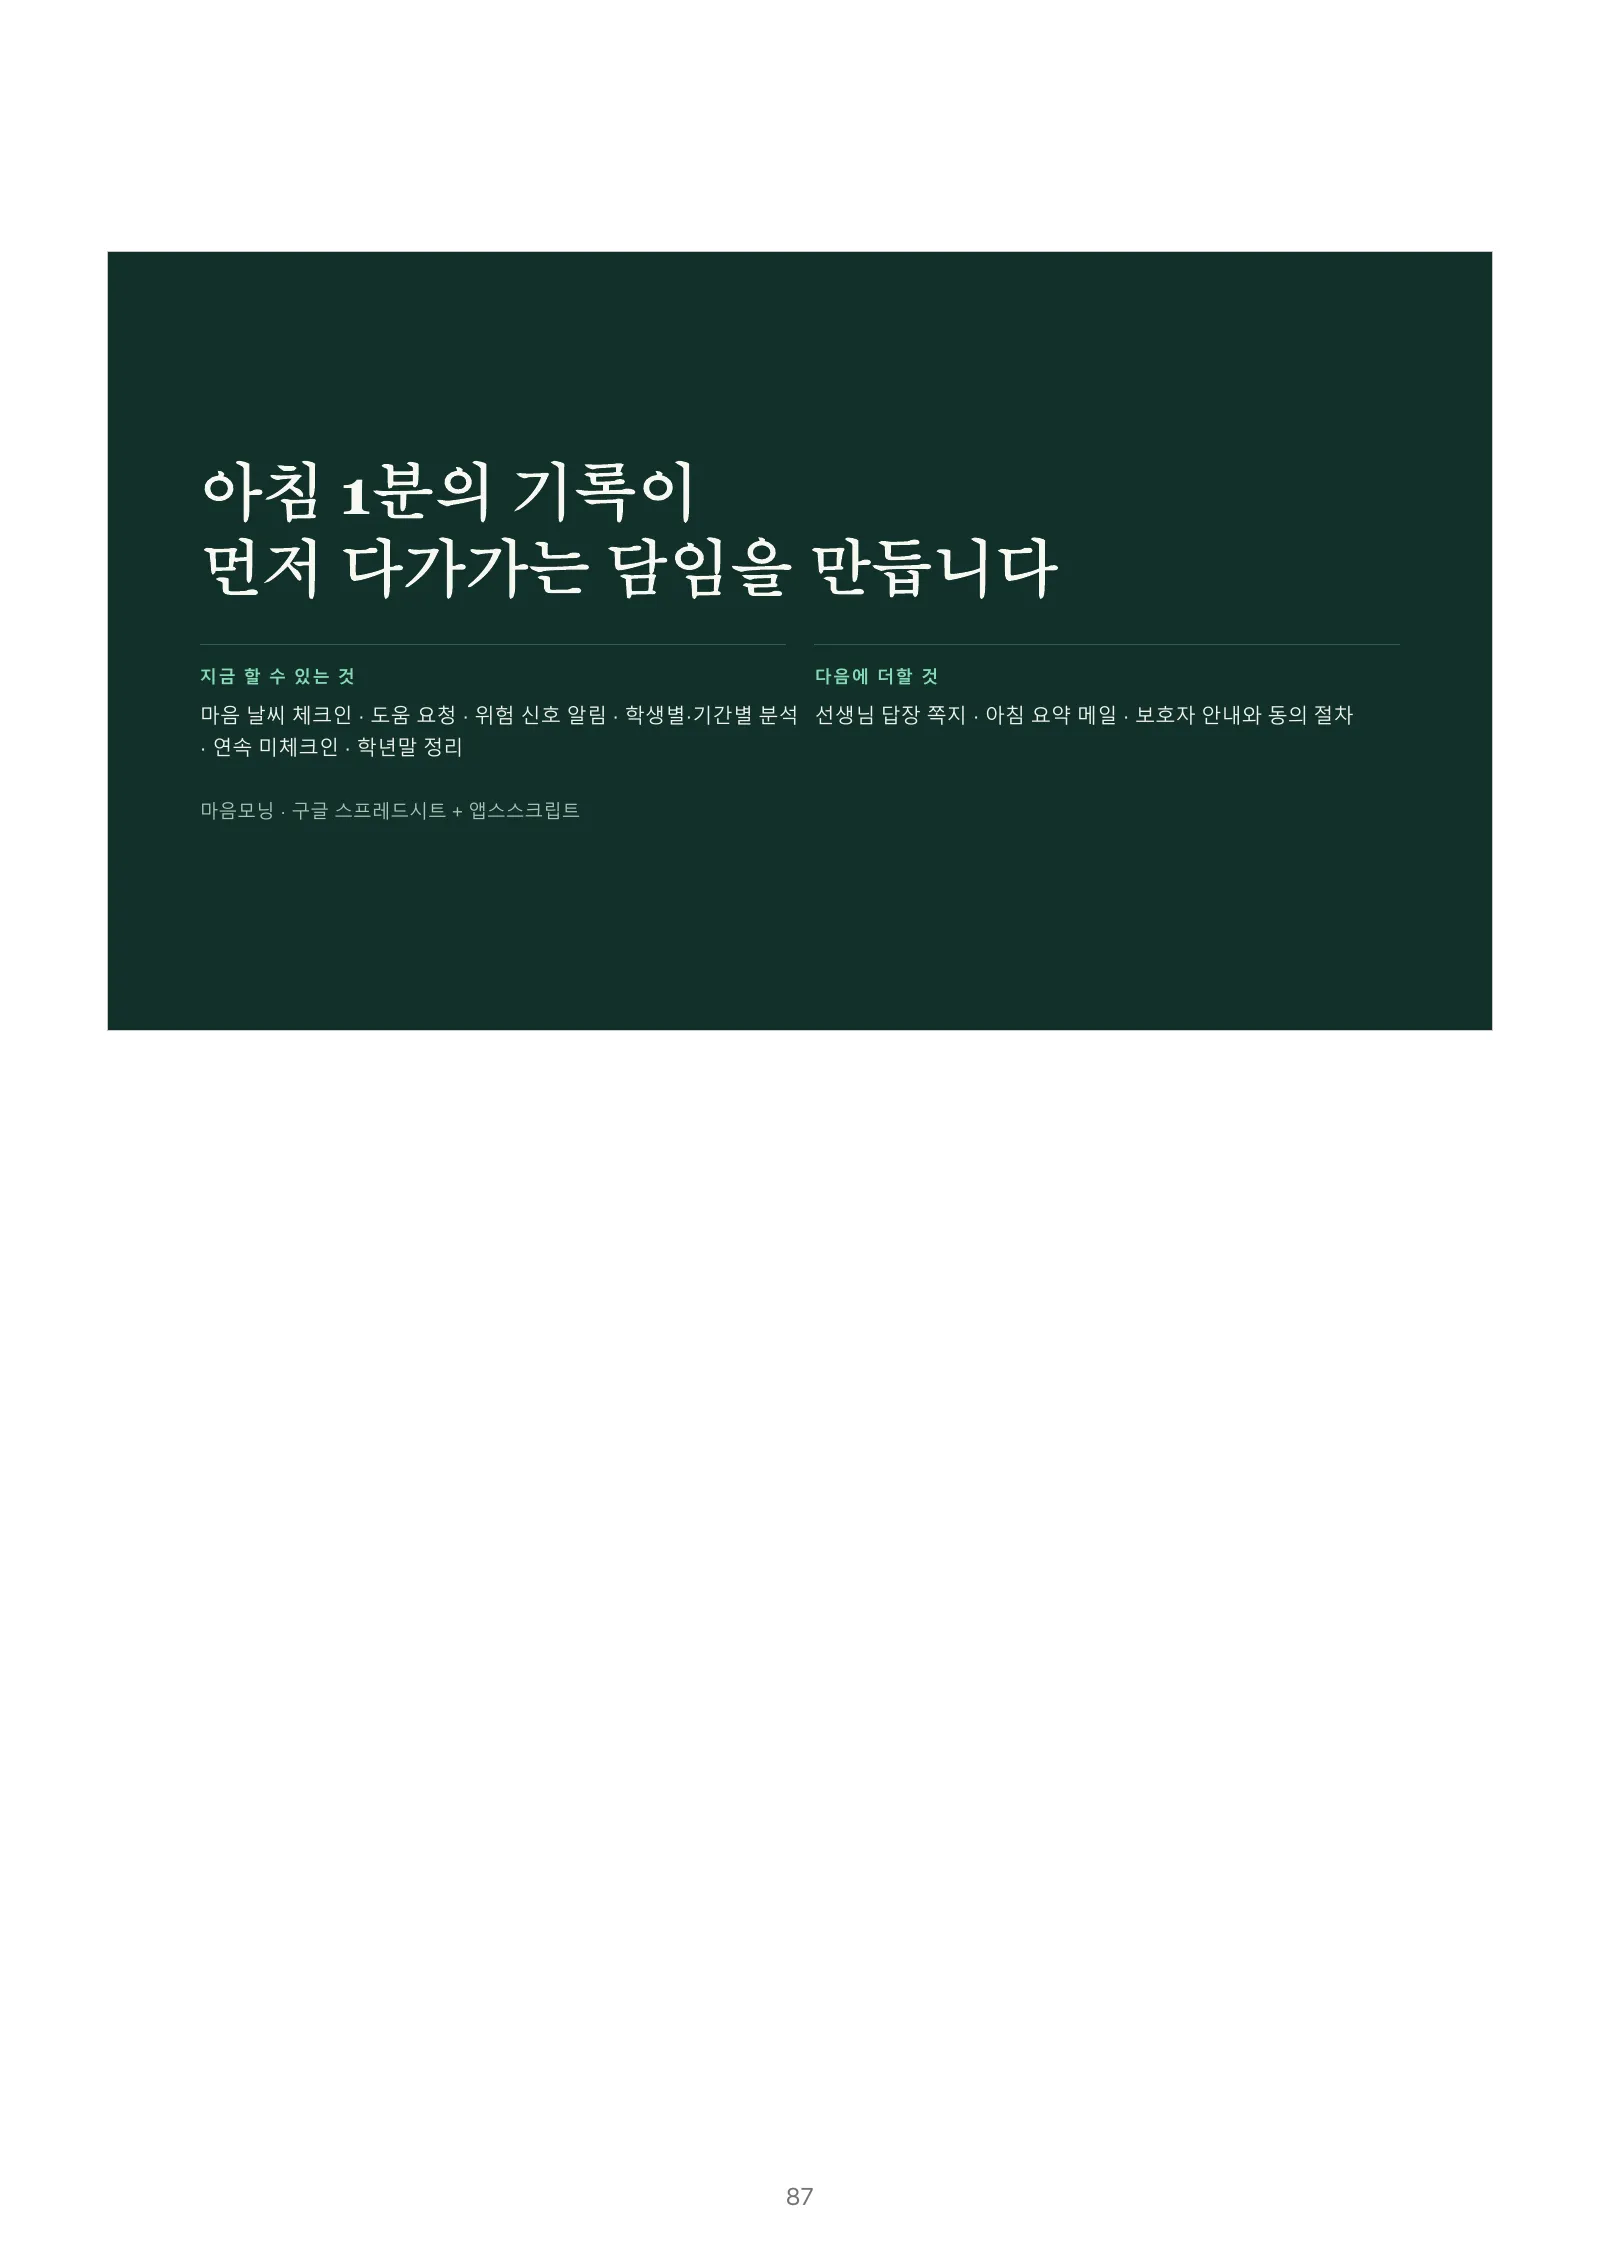 아침 1분의 기록이
먼저 다가가는 담임을 만듭니다
지금 할 수 있는 것
마음 날씨 체크인 · 도움 요청 · 위험 신호 알림 · 학생별·기간별 분석
· 연속 미체크인 · 학년말 정리
다음에 더할 것
선생님 답장 쪽지 · 아침 요약 메일 · 보호자 안내와 동의 절차
마음모닝 · 구글 스프레드시트 + 앱스스크립트
87